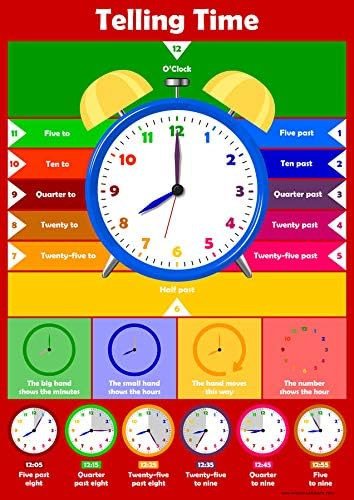 Telling Time
12
O'Clock
11 Five to
Five past 1
10 Ten to
Ten past 2
9 Quarter to
Quarter past 3
8 Twenty to
Twenty past 4
7 Twenty-five to
Twenty-five past 5
12
11 1
10 2
9 3
8 4
7 5
6
Half past
6
The big hand
shows the minutes
The small hand
shows the hours
The hand moves
this way
The number
shows the hour
12:05
Five past
eight
12:15
Quarter
past eight
12:25
Twenty-five
past eight
12:35
Twenty-five
to nine
12:45
Quarter
to nine
12:55
Five
to nine